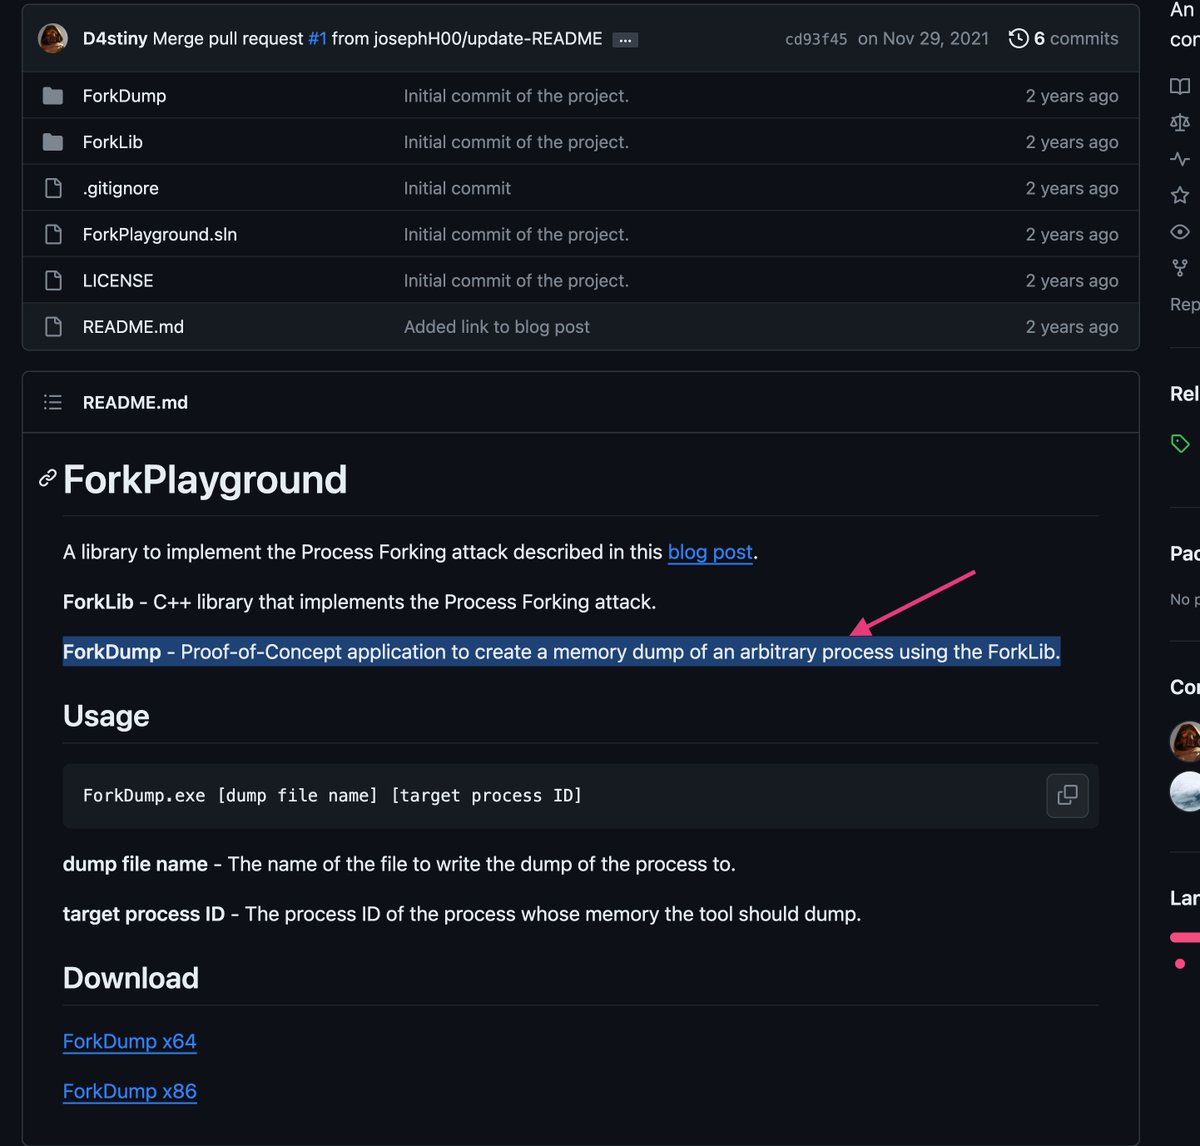 An
D4stiny Merge pull request #1 from josephH00/update-README ... cd93f45 on Nov 29, 2021 6 commits
ForkDump Initial commit of the project. 2 years ago
ForkLib Initial commit of the project. 2 years ago
.gitignore Initial commit 2 years ago
ForkPlayground.sln Initial commit of the project. 2 years ago
LICENSE Initial commit of the project. 2 years ago
README.md Added link to blog post 2 years ago
README.md
ForkPlayground
A library to implement the Process Forking attack described in this blog post.
ForkLib - C++ library that implements the Process Forking attack.
ForkDump - Proof-of-Concept application to create a memory dump of an arbitrary process using the ForkLib.
Usage
ForkDump.exe [dump file name] [target process ID]
dump file name - The name of the file to write the dump of the process to.
target process ID - The process ID of the process whose memory the tool should dump.
Download
ForkDump x64
ForkDump x86